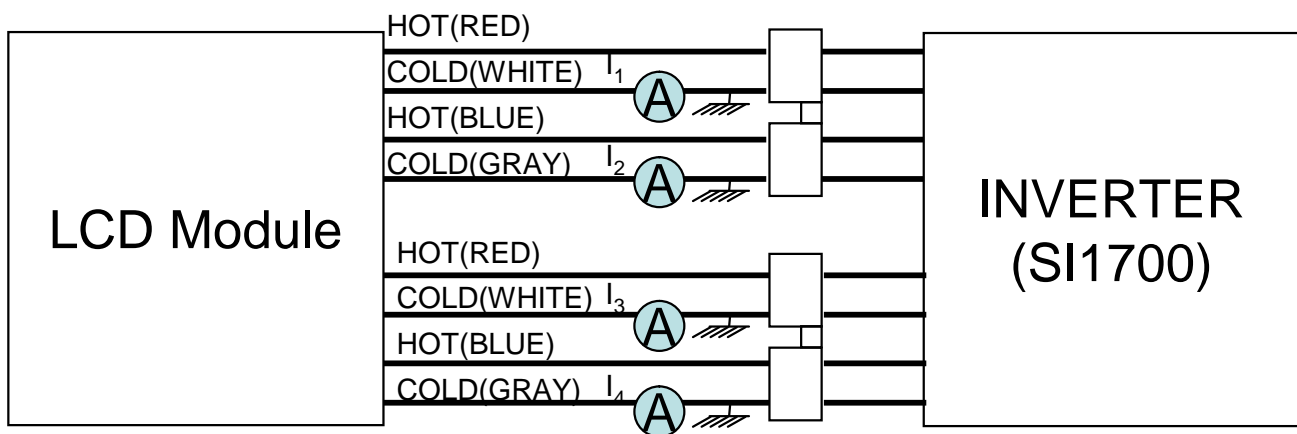 HOT(RED)
COLD(WHITE) I1
A
HOT(BLUE)
COLD(GRAY) I2
A
LCD Module
HOT(RED)
COLD(WHITE) I3
A
HOT(BLUE)
COLD(GRAY) I4
A
INVERTER
(SI1700)